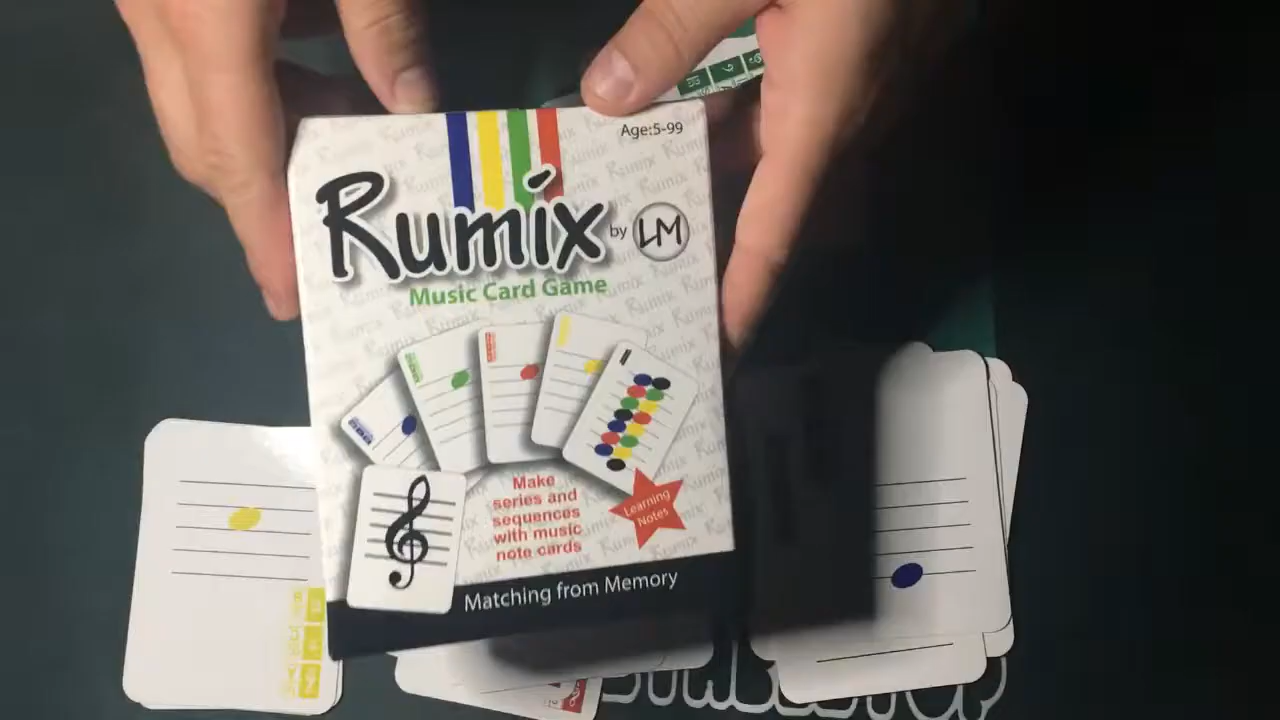 Age:5-99
Rumix
by LM
Music Card Game
Make
series and
sequences
with music
note cards
Learning
Notes
Matching from Memory